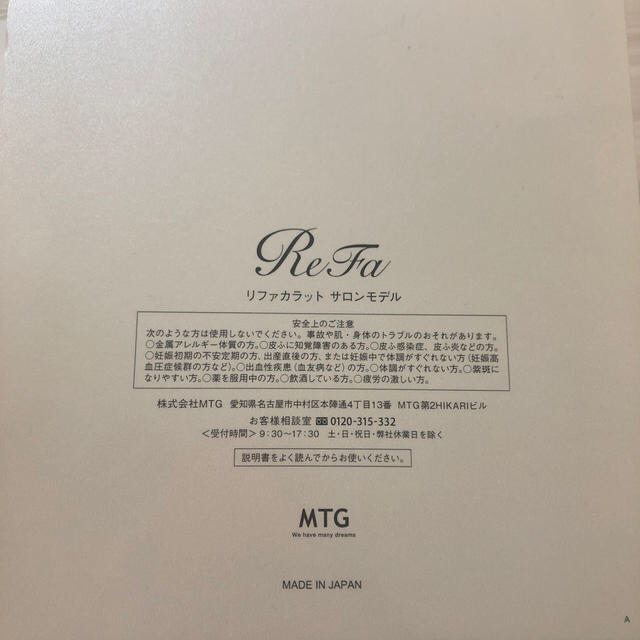 ReFa
リファカラット サロンモデル
安全上のご注意
次のような方は使用しないでください。事故や肌・身体のトラブルのおそれがあります。
○金属アレルギー体質の方。○皮ふに知覚障害のある方。○皮ふ感染症、皮ふ炎などの方。
○妊娠初期の不安定期の方、出産直後の方、または妊娠中で体調がすぐれない方（妊娠高
血圧症候群の方など）。○出血性疾患（血友病など）の方。○体調がすぐれない方。○紫斑に
なりやすい方。○薬を服用中の方。○飲酒している方。○疲労の激しい方。
株式会社MTG 愛知県名古屋市中村区本陣通4丁目13番 MTG第2HIKARIビル
お客様相談室 0120-315-332
＜受付時間＞9:30〜17:30 土・日・祝日・弊社休業日を除く
説明書をよく読んでからお使いください。
MTG
We have many dreams
MADE IN JAPAN
A